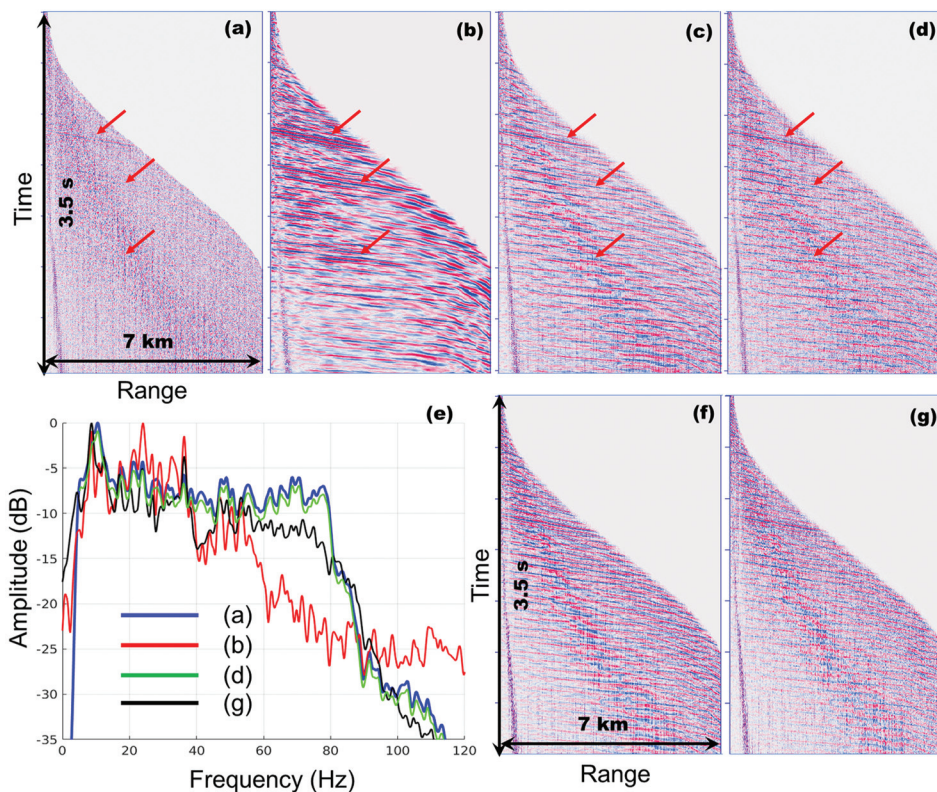 (a)
(b)
(c)
(d)
Time
3.5 s
7 km
Range
(e)
0
-5
-10
-15
-20
-25
-30
-35
Amplitude (dB)
(a)
(b)
(d)
(g)
0 20 40 60 80 100 120
Frequency (Hz)
(f)
(g)
Time
3.5 s
7 km
Range